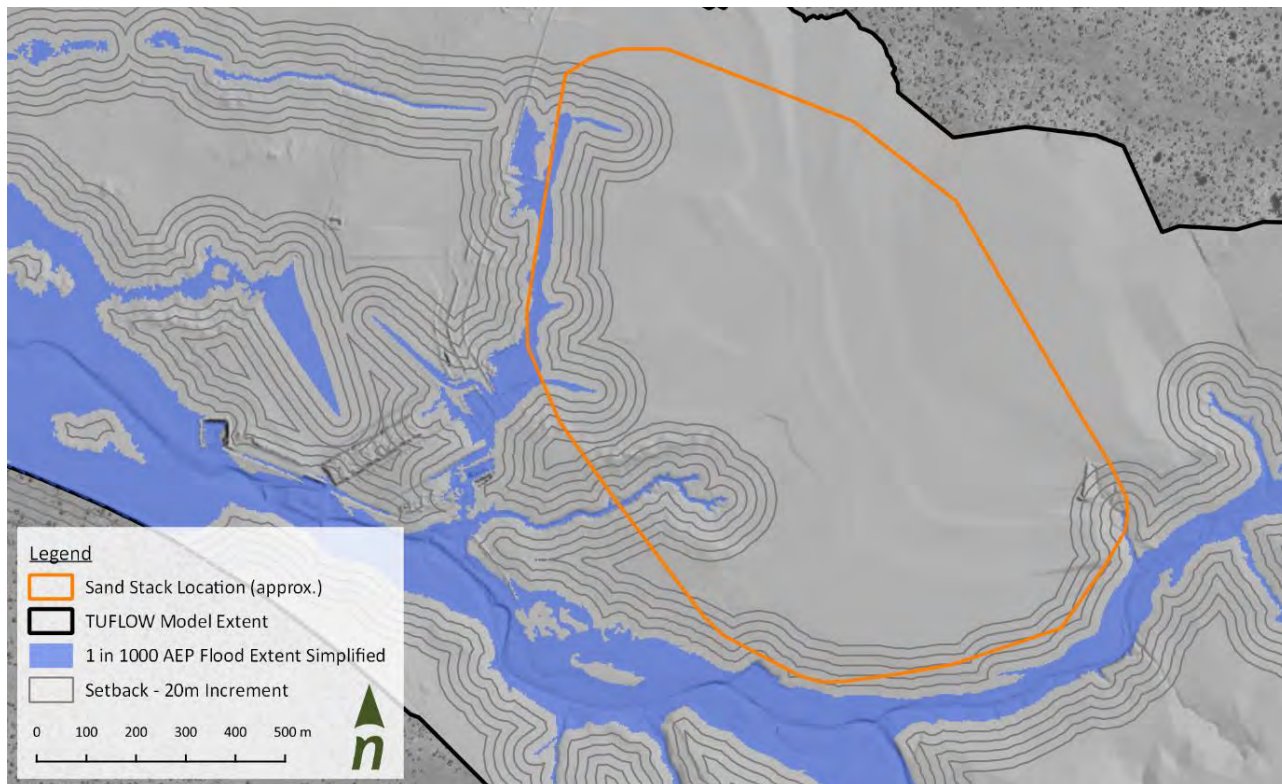 Legend
Sand Stack Location (approx.)
TUFLOW Model Extent
1 in 1000 AEP Flood Extent Simplified
Setback - 20m Increment
0 100 200 300 400 500 m
n